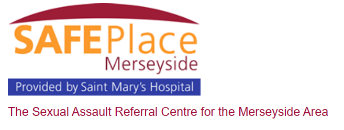 SAFEPlace
Merseyside
Provided by Saint Mary's Hospital
The Sexual Assault Referral Centre for the Merseyside Area